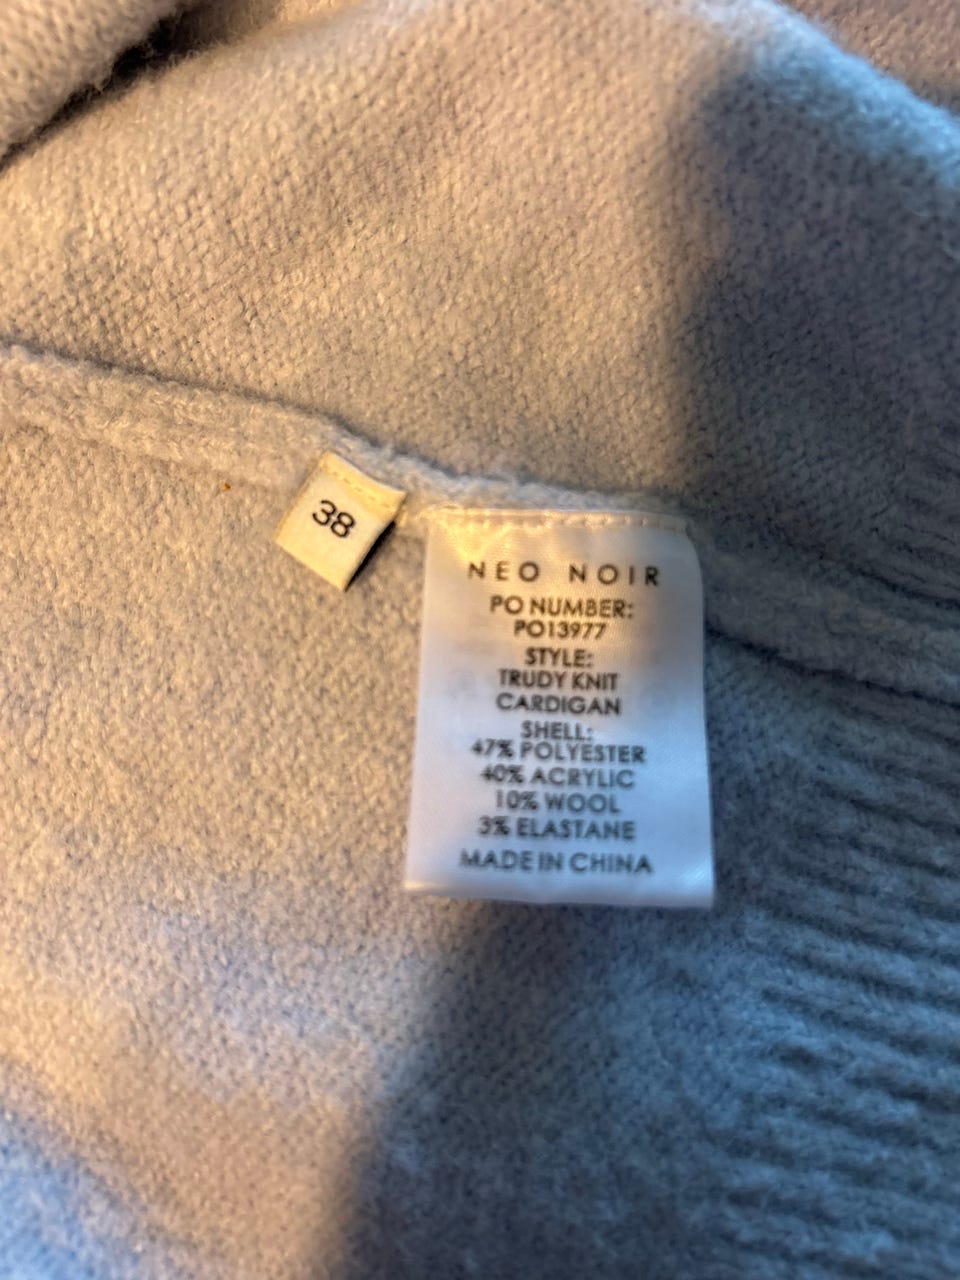 38
NEO NOIR
PO NUMBER:
PO13977
STYLE:
TRUDY KNIT
CARDIGAN
SHELL:
47% POLYESTER
40% ACRYLIC
10% WOOL
3% ELASTANE
MADE IN CHINA